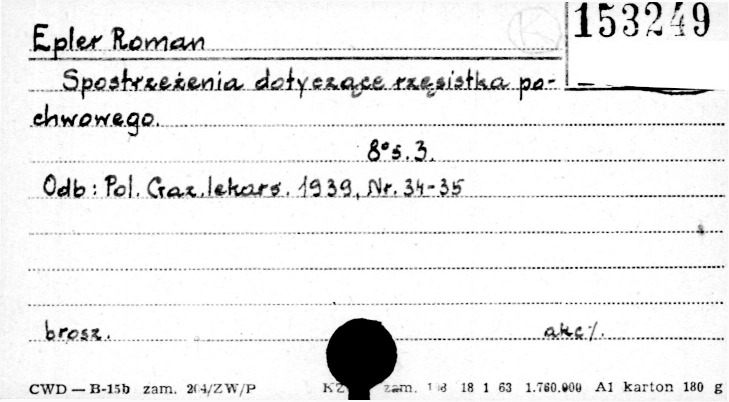 153249
Epler Roman
Spostrzeżenia dotyczące rzęsistka po-
chwowego.
8° s. 3.
Odb : Pol. Gaz. lekars. 1939, Nr. 34-35
brosz. akc/.
CWD — B-15b zam. 204/ZW/P KZ zam. 18 1 63 1.760.000 A1 karton 180 g